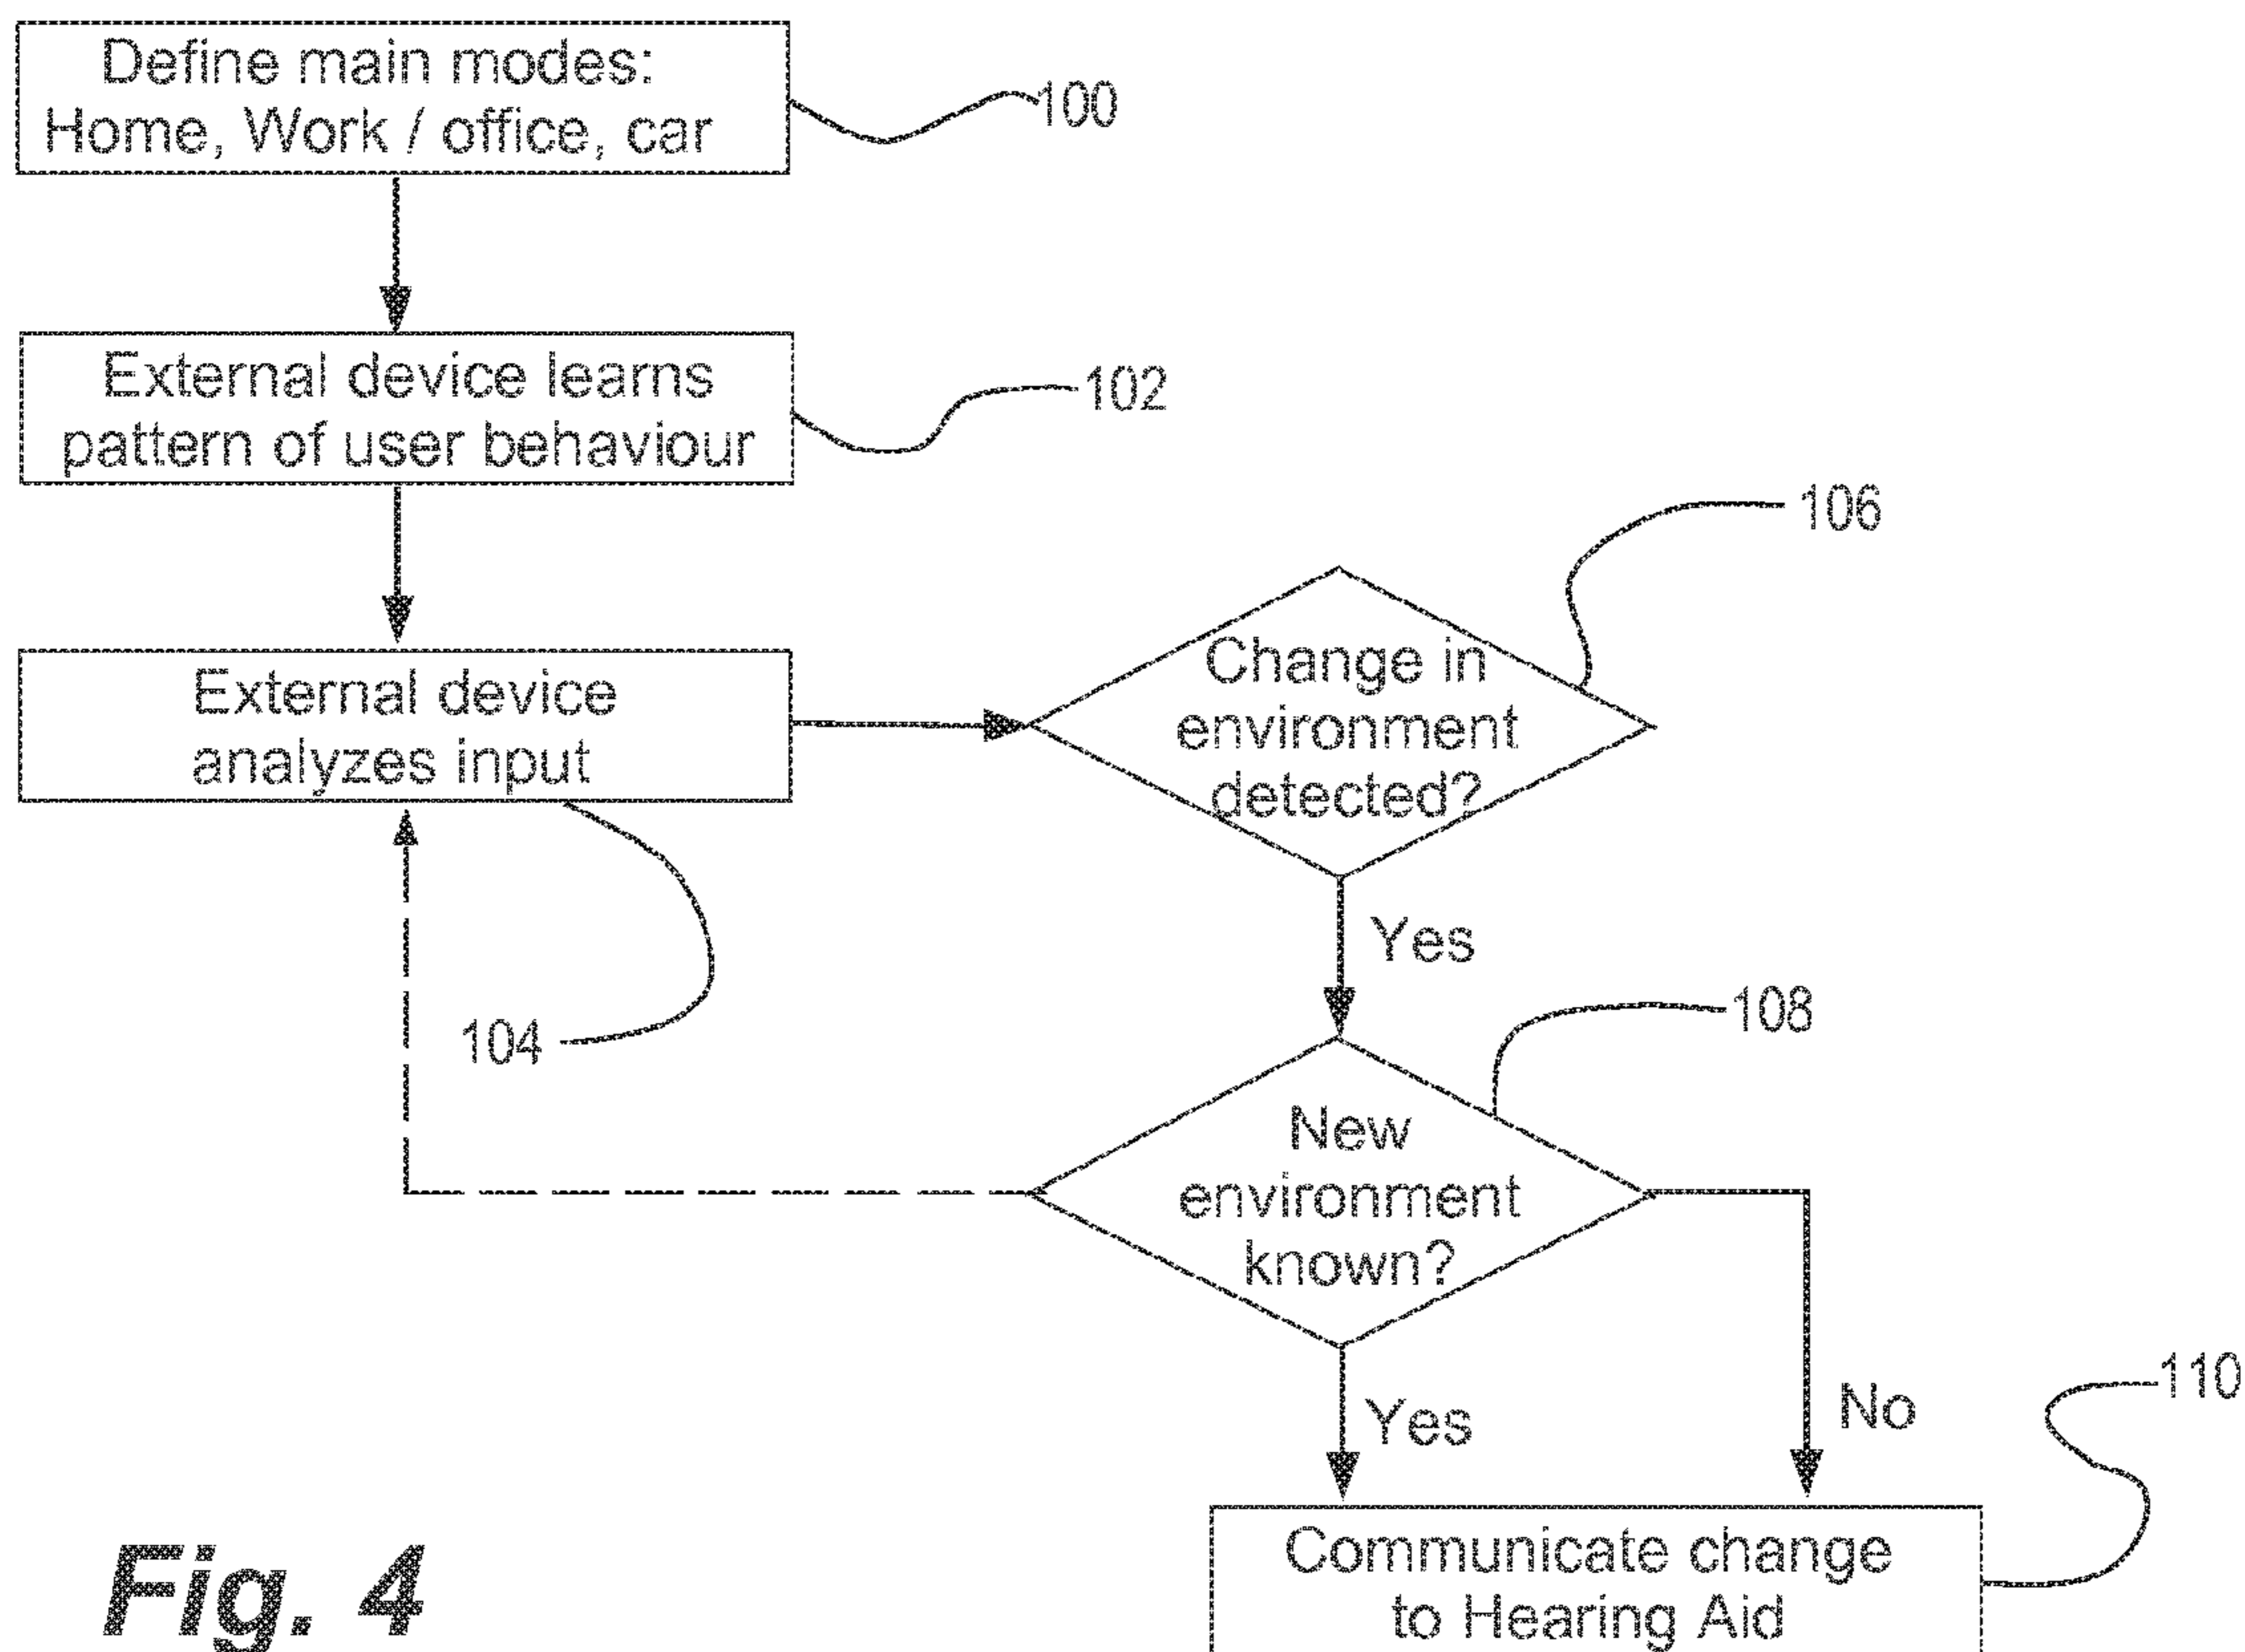 Define main modes:
Home, Work / office, car
100
External device learns
pattern of user behaviour
102
106
External device
analyzes input
Change in
environment
detected?
Yes
104
108
New
environment
known?
Yes
No
110
Communicate change
to Hearing Aid
Fig. 4